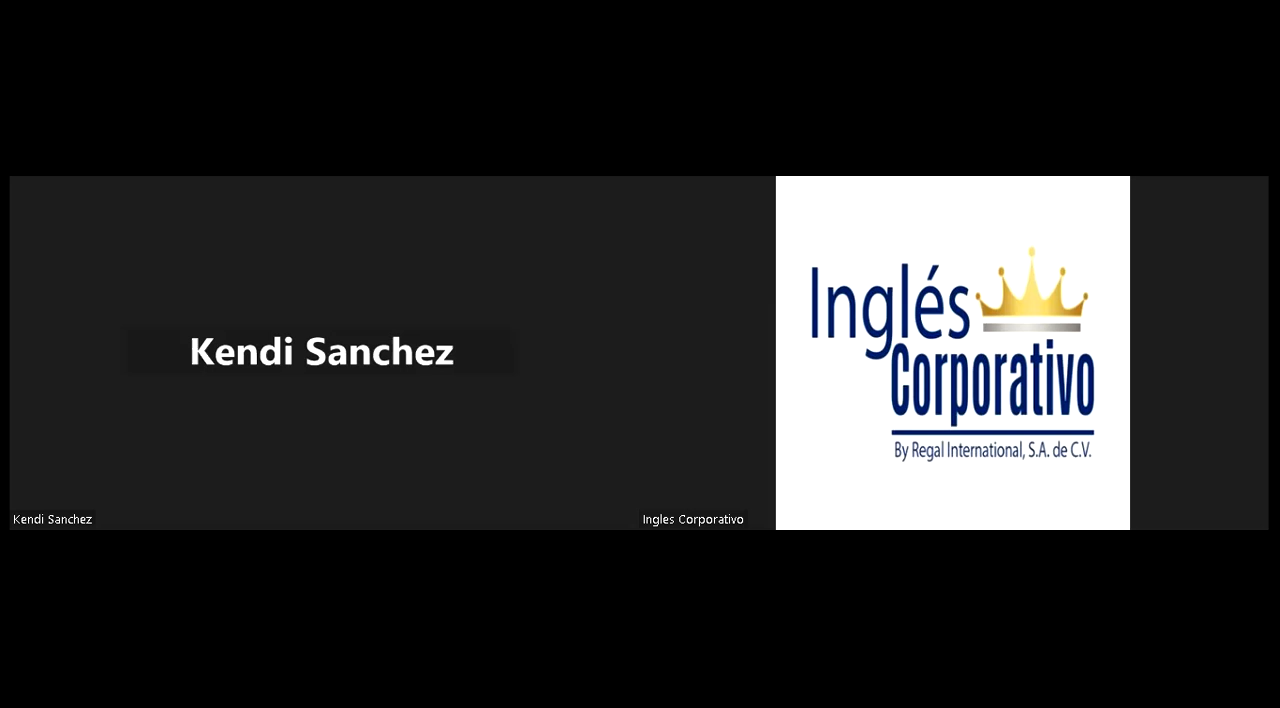 Kendi Sanchez
Kendi Sanchez
Inglés
Corporativo
By Regal International, S.A. de C.V.
Ingles Corporativo